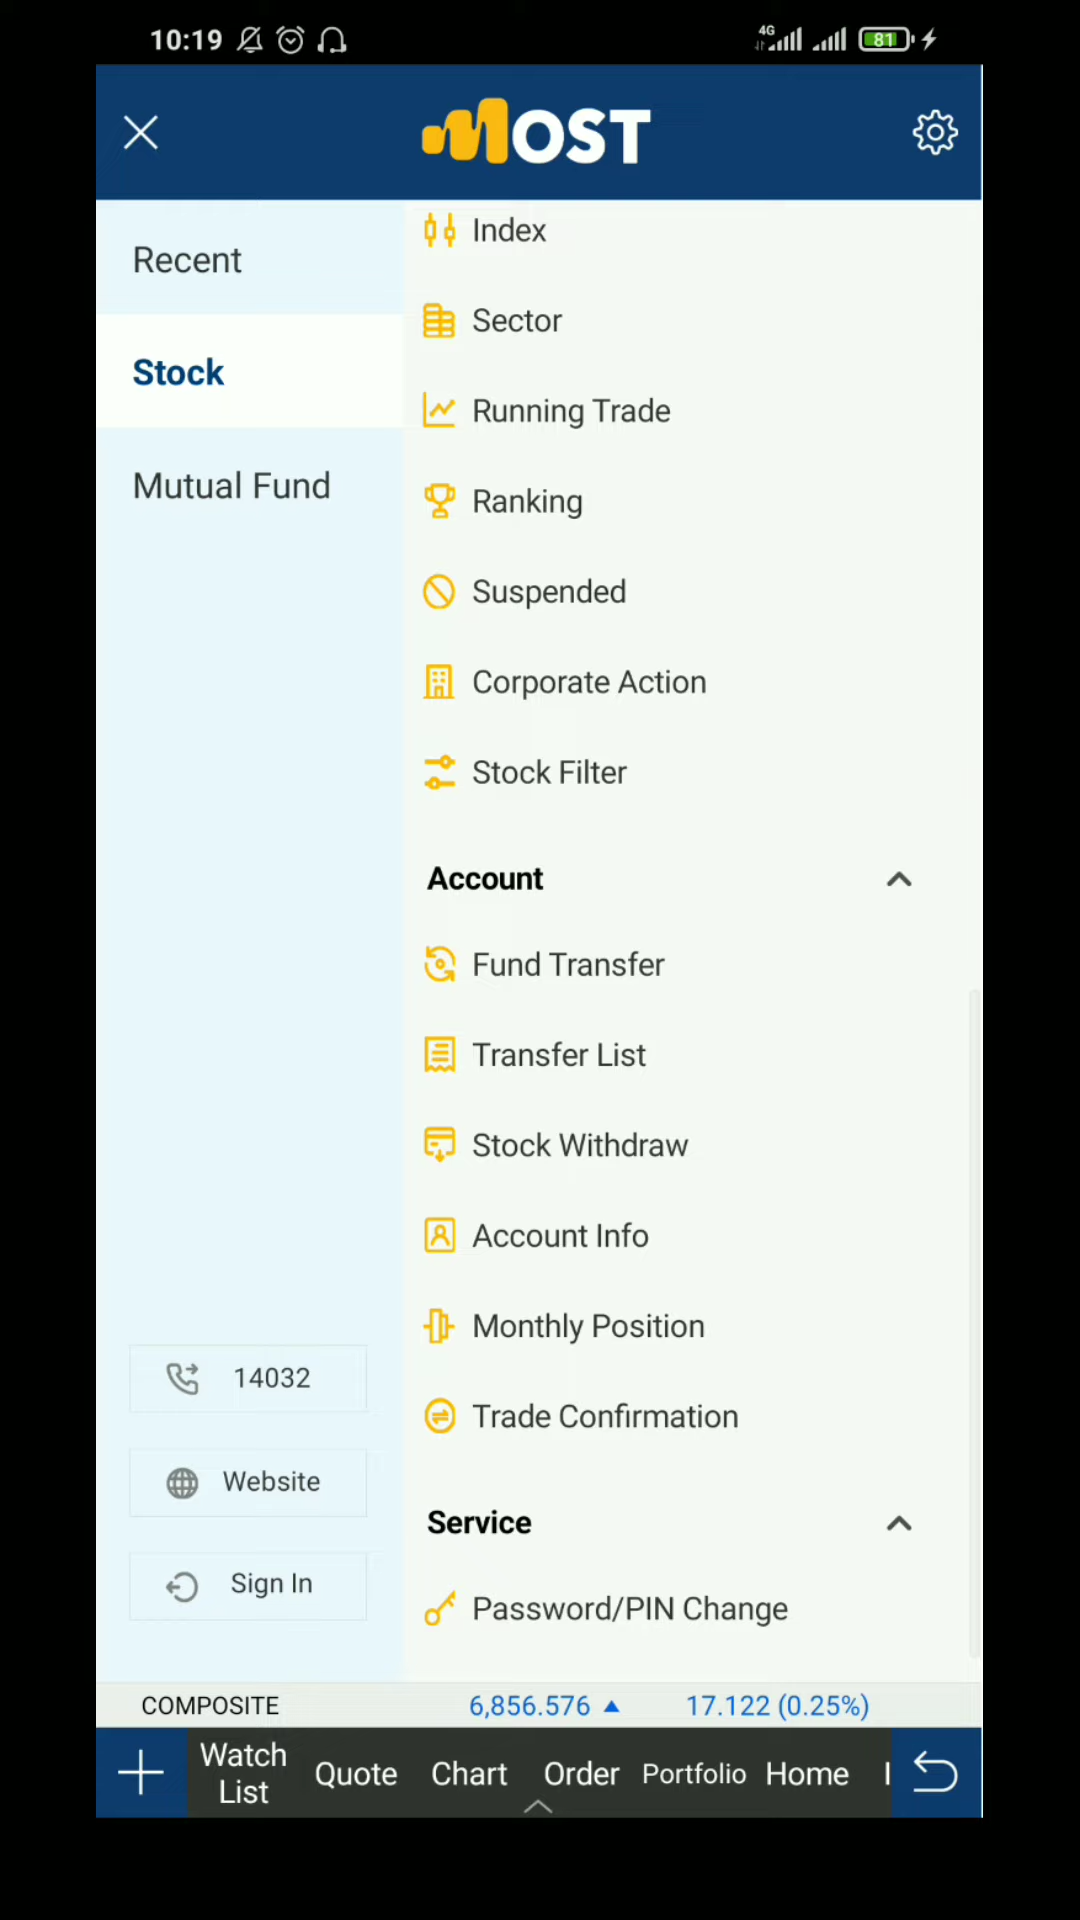 10:19
4G
81
MOST
Recent
Stock
Mutual Fund
Index
Sector
Running Trade
Ranking
Suspended
Corporate Action
Stock Filter
Account
Fund Transfer
Transfer List
Stock Withdraw
Account Info
Monthly Position
Trade Confirmation
Service
Password/PIN Change
14032
Website
Sign In
COMPOSITE 6,856.576 ▲ 17.122 (0.25%)
Watch List Quote Chart Order Portfolio Home